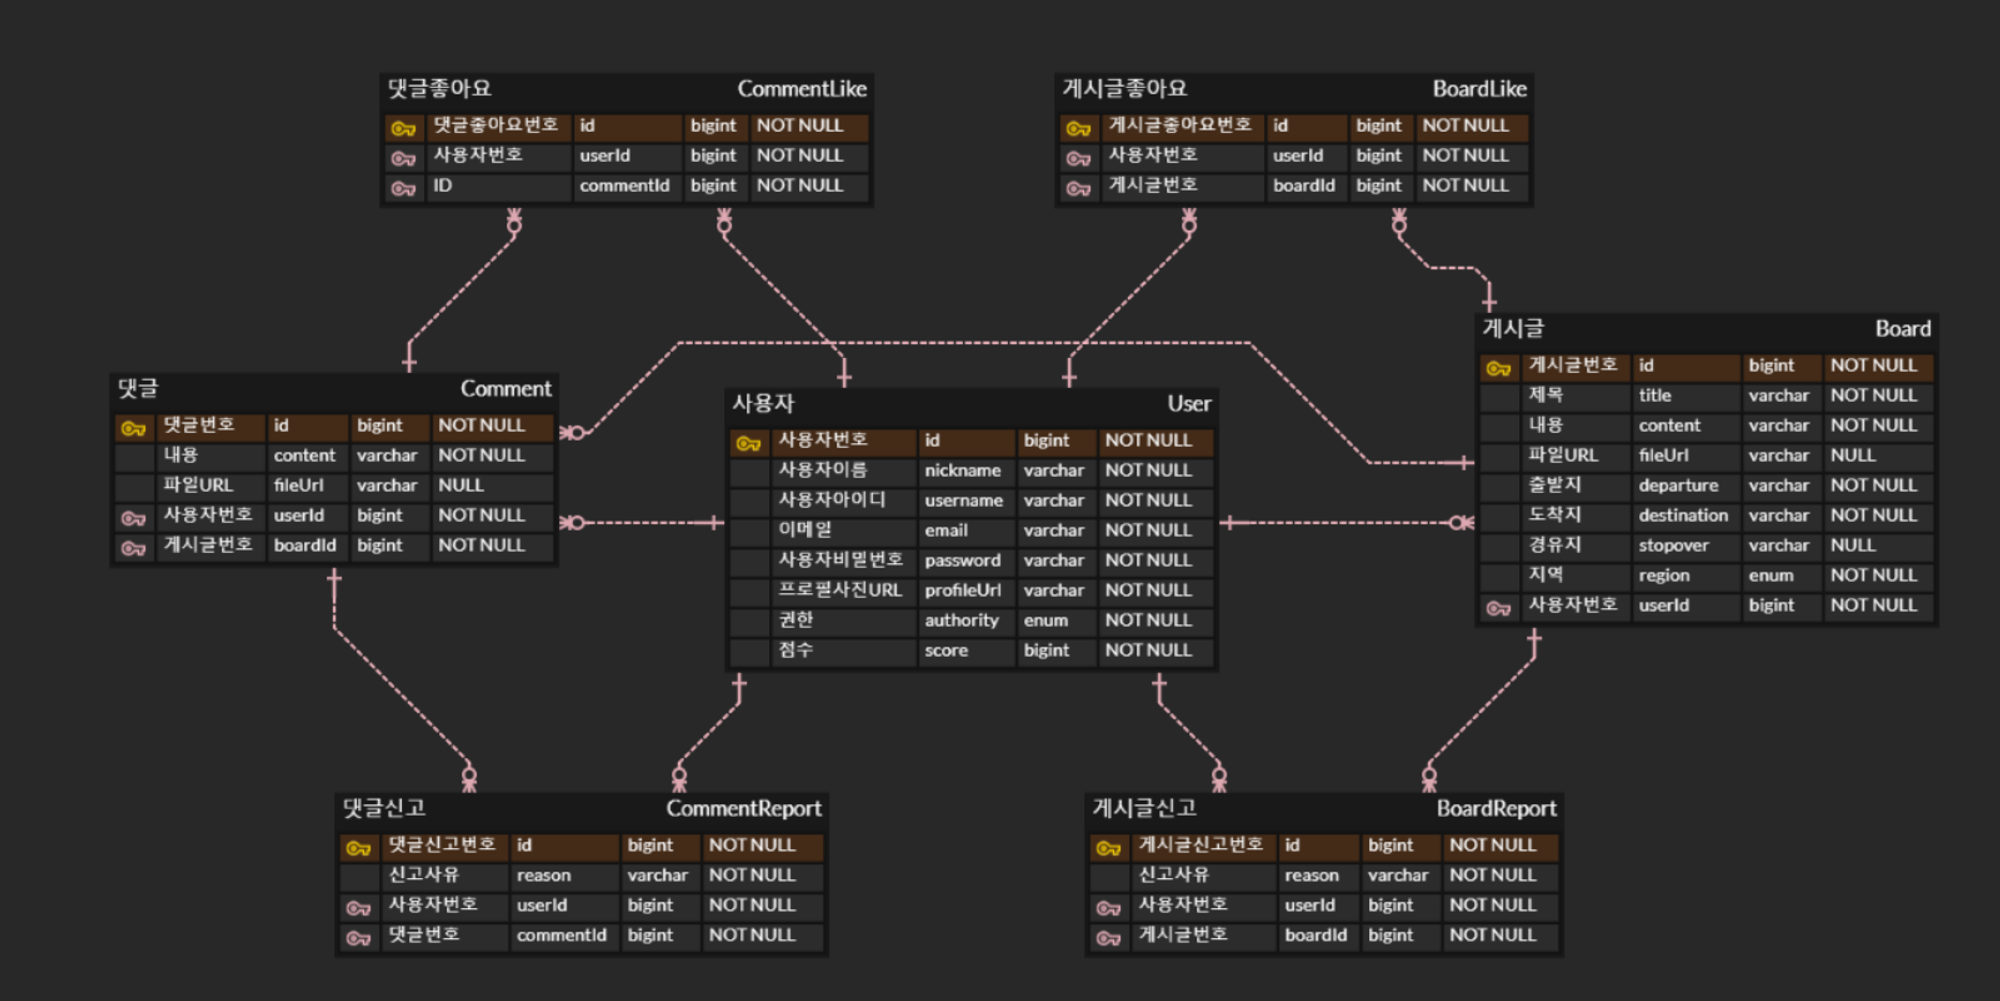 댓글좋아요 CommentLike
댓글좋아요번호 id bigint NOT NULL
사용자번호 userId bigint NOT NULL
ID commentId bigint NOT NULL
게시글좋아요 BoardLike
게시글좋아요번호 id bigint NOT NULL
사용자번호 userId bigint NOT NULL
게시글번호 boardId bigint NOT NULL
댓글 Comment
댓글번호 id bigint NOT NULL
내용 content varchar NOT NULL
파일URL fileUrl varchar NULL
사용자번호 userId bigint NOT NULL
게시글번호 boardId bigint NOT NULL
사용자 User
사용자번호 id bigint NOT NULL
사용자이름 nickname varchar NOT NULL
사용자아이디 username varchar NOT NULL
이메일 email varchar NOT NULL
사용자비밀번호 password varchar NOT NULL
프로필사진URL profileUrl varchar NOT NULL
권한 authority enum NOT NULL
점수 score bigint NOT NULL
게시글 Board
게시글번호 id bigint NOT NULL
제목 title varchar NOT NULL
내용 content varchar NOT NULL
파일URL fileUrl varchar NULL
출발지 departure varchar NOT NULL
도착지 destination varchar NOT NULL
경유지 stopover varchar NULL
지역 region enum NOT NULL
사용자번호 userId bigint NOT NULL
댓글신고 CommentReport
댓글신고번호 id bigint NOT NULL
신고사유 reason varchar NOT NULL
사용자번호 userId bigint NOT NULL
댓글번호 commentId bigint NOT NULL
게시글신고 BoardReport
게시글신고번호 id bigint NOT NULL
신고사유 reason varchar NOT NULL
사용자번호 userId bigint NOT NULL
게시글번호 boardId bigint NOT NULL